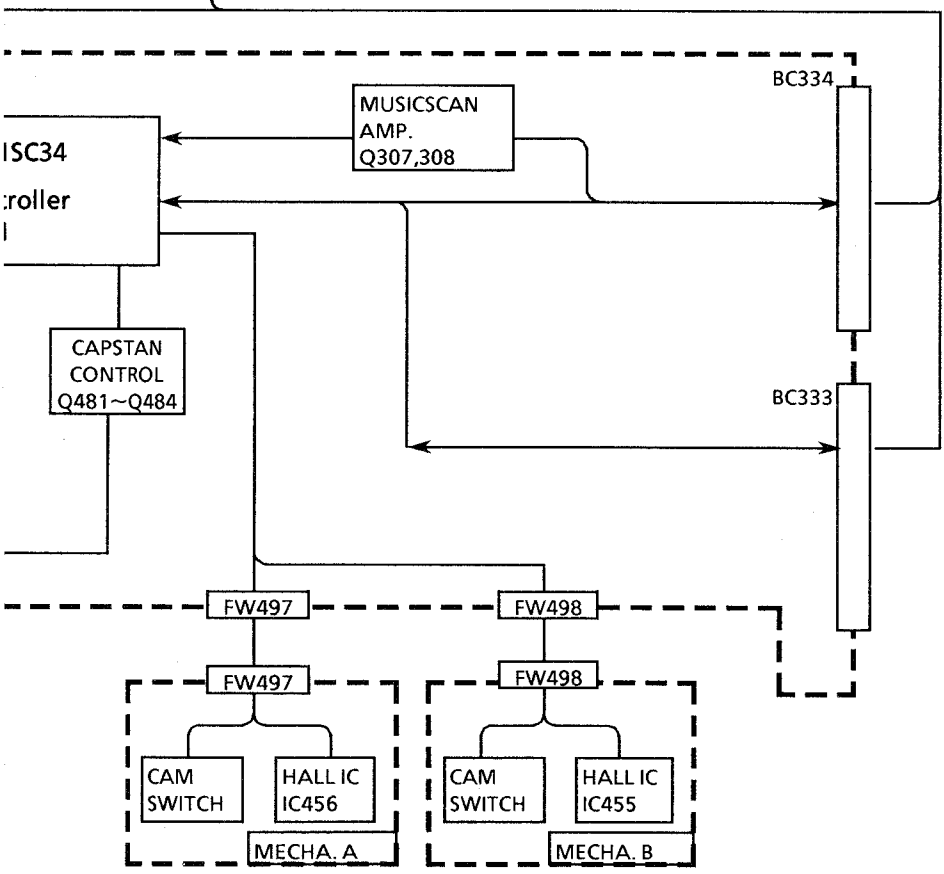 BC334
MUSICSCAN
AMP.
Q307,308
ISC34
troller
CAPSTAN
CONTROL
Q481~Q484
BC333
FW497
FW498
FW497
FW498
CAM
SWITCH
HALL IC
IC456
CAM
SWITCH
HALL IC
IC455
MECHA. A
MECHA. B